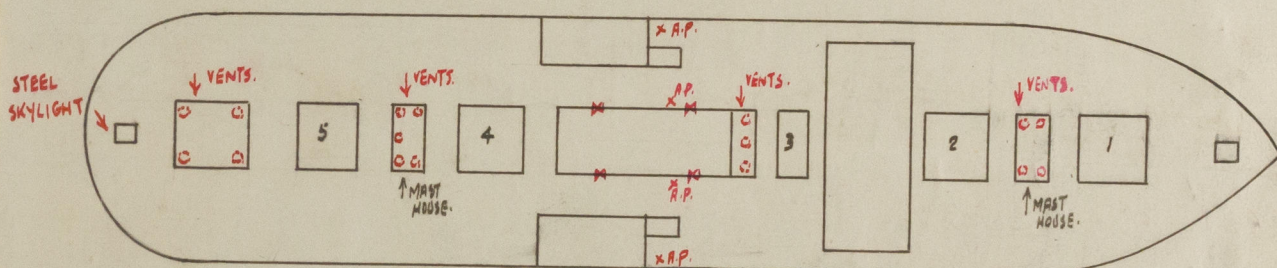 STEEL
SKYLIGHT
VENTS.
5
VENTS.
MAST
HOUSE.
4
x A.P.
A.P.
x
VENTS.
x
A.P.
x A.P.
3
2
VENTS.
MAST
HOUSE.
1